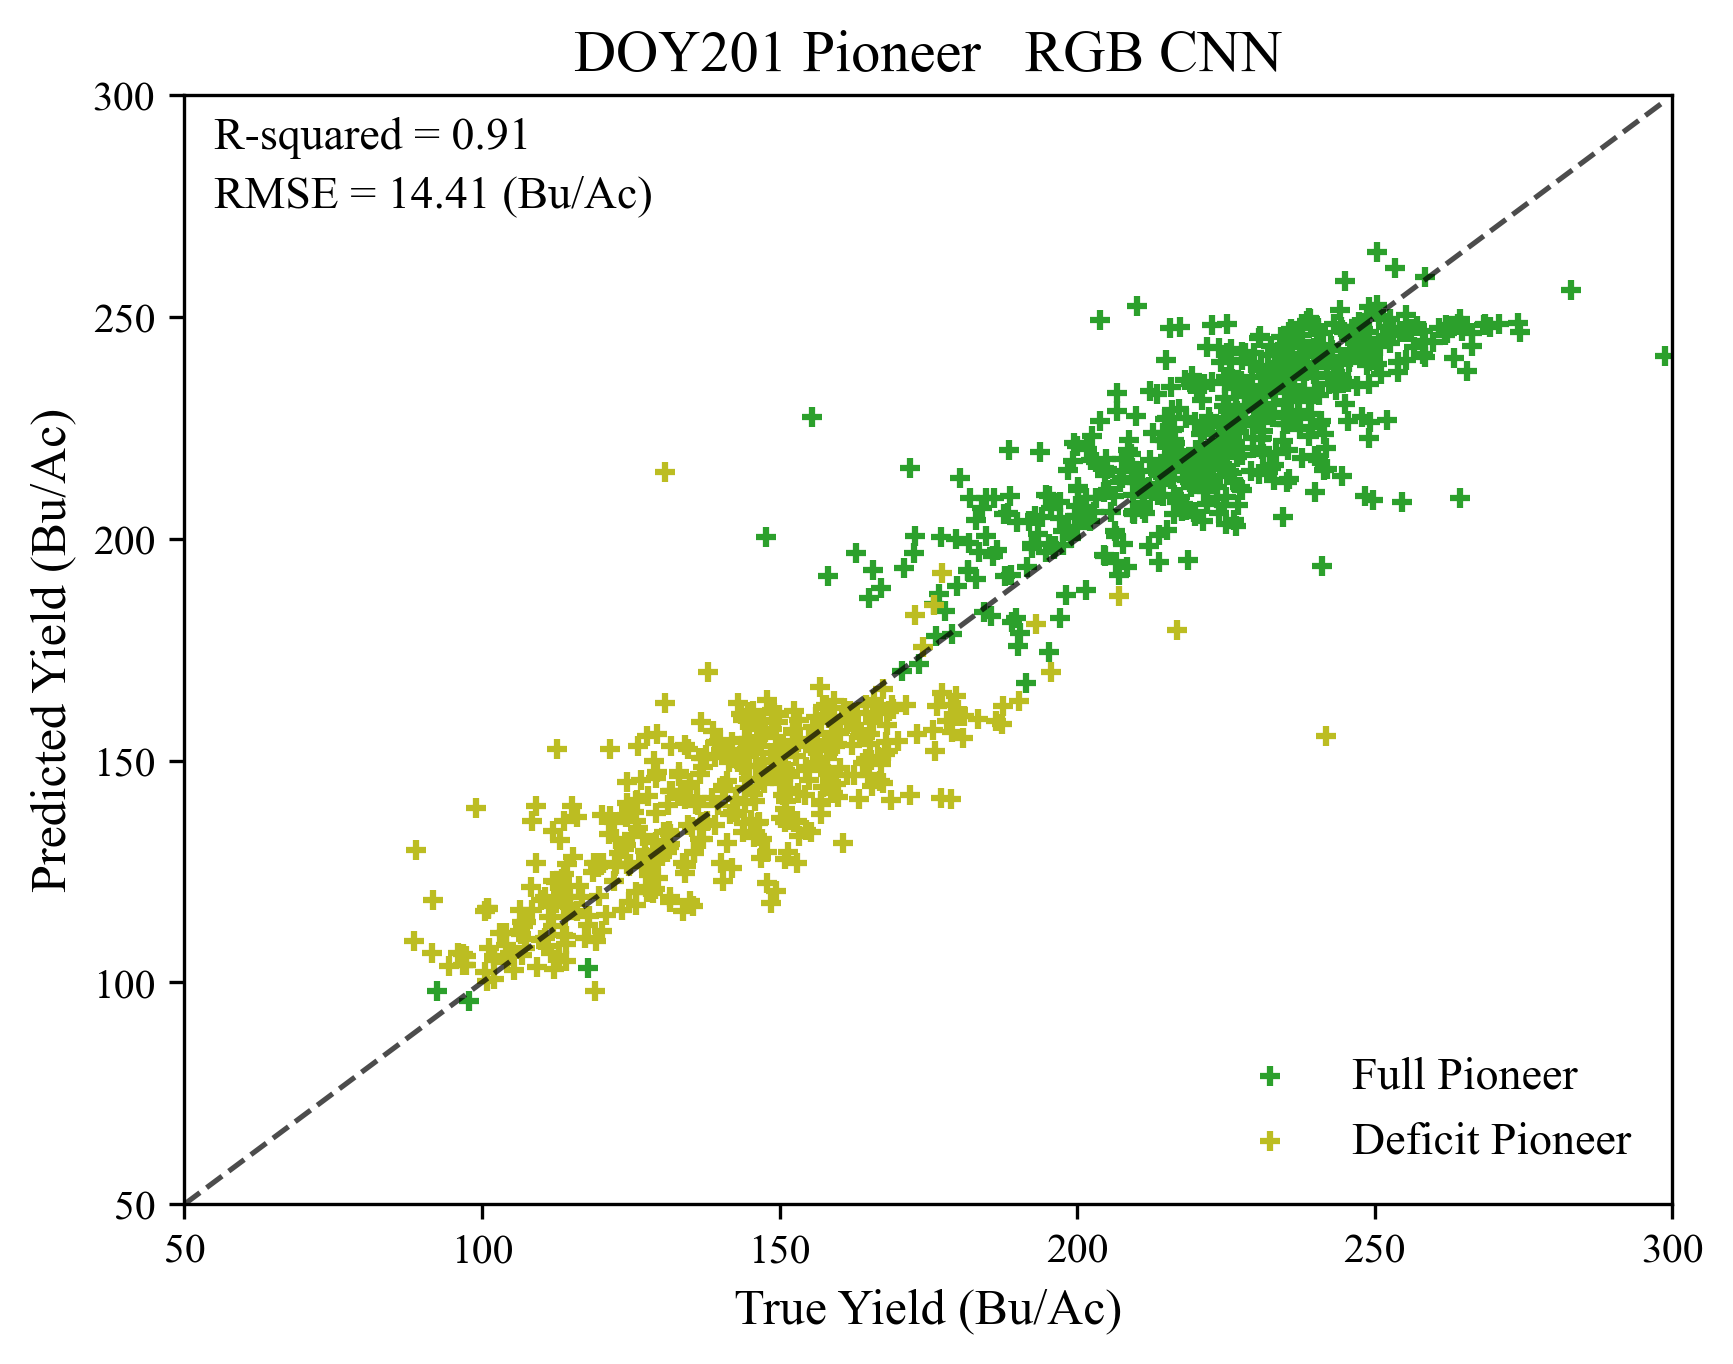 DOY201 Pioneer   RGB CNN
R-squared = 0.91
RMSE = 14.41 (Bu/Ac)
Predicted Yield (Bu/Ac)
300
250
200
150
100
50
Full Pioneer
Deficit Pioneer
50 100 150 200 250 300
True Yield (Bu/Ac)